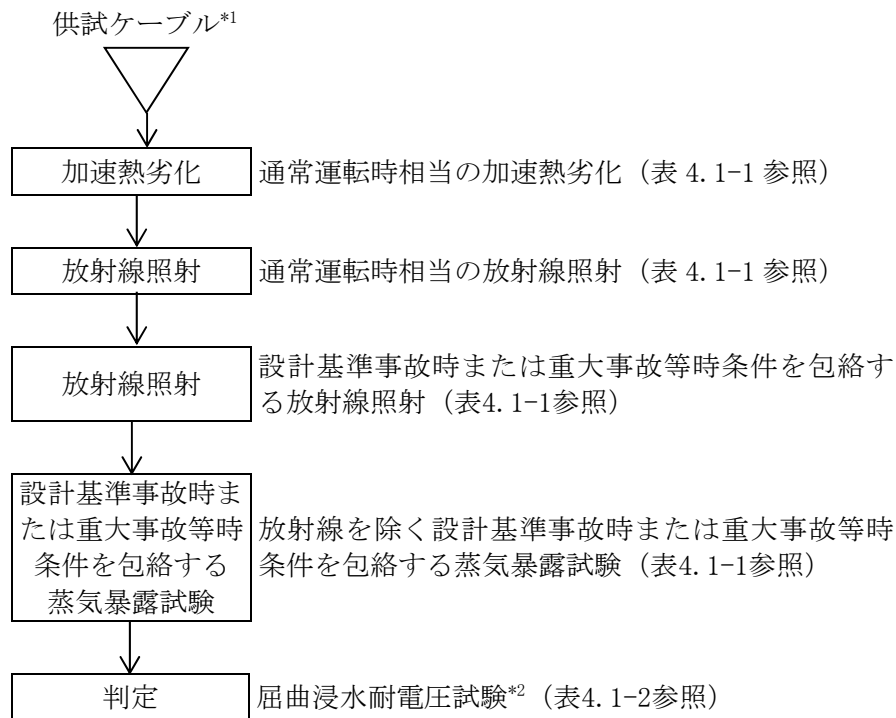 供試ケーブル*1
加速熱劣化
通常運転時相当の加速熱劣化（表 4.1-1 参照）
放射線照射
通常運転時相当の放射線照射（表 4.1-1 参照）
放射線照射
設計基準事故時または重大事故等時条件を包絡す
る放射線照射（表4.1-1参照）
設計基準事故時ま
たは重大事故等時
条件を包絡する
蒸気暴露試験
放射線を除く設計基準事故時または重大事故等時
条件を包絡する蒸気暴露試験（表4.1-1参照）
判定
屈曲浸水耐電圧試験*2（表4.1-2参照）